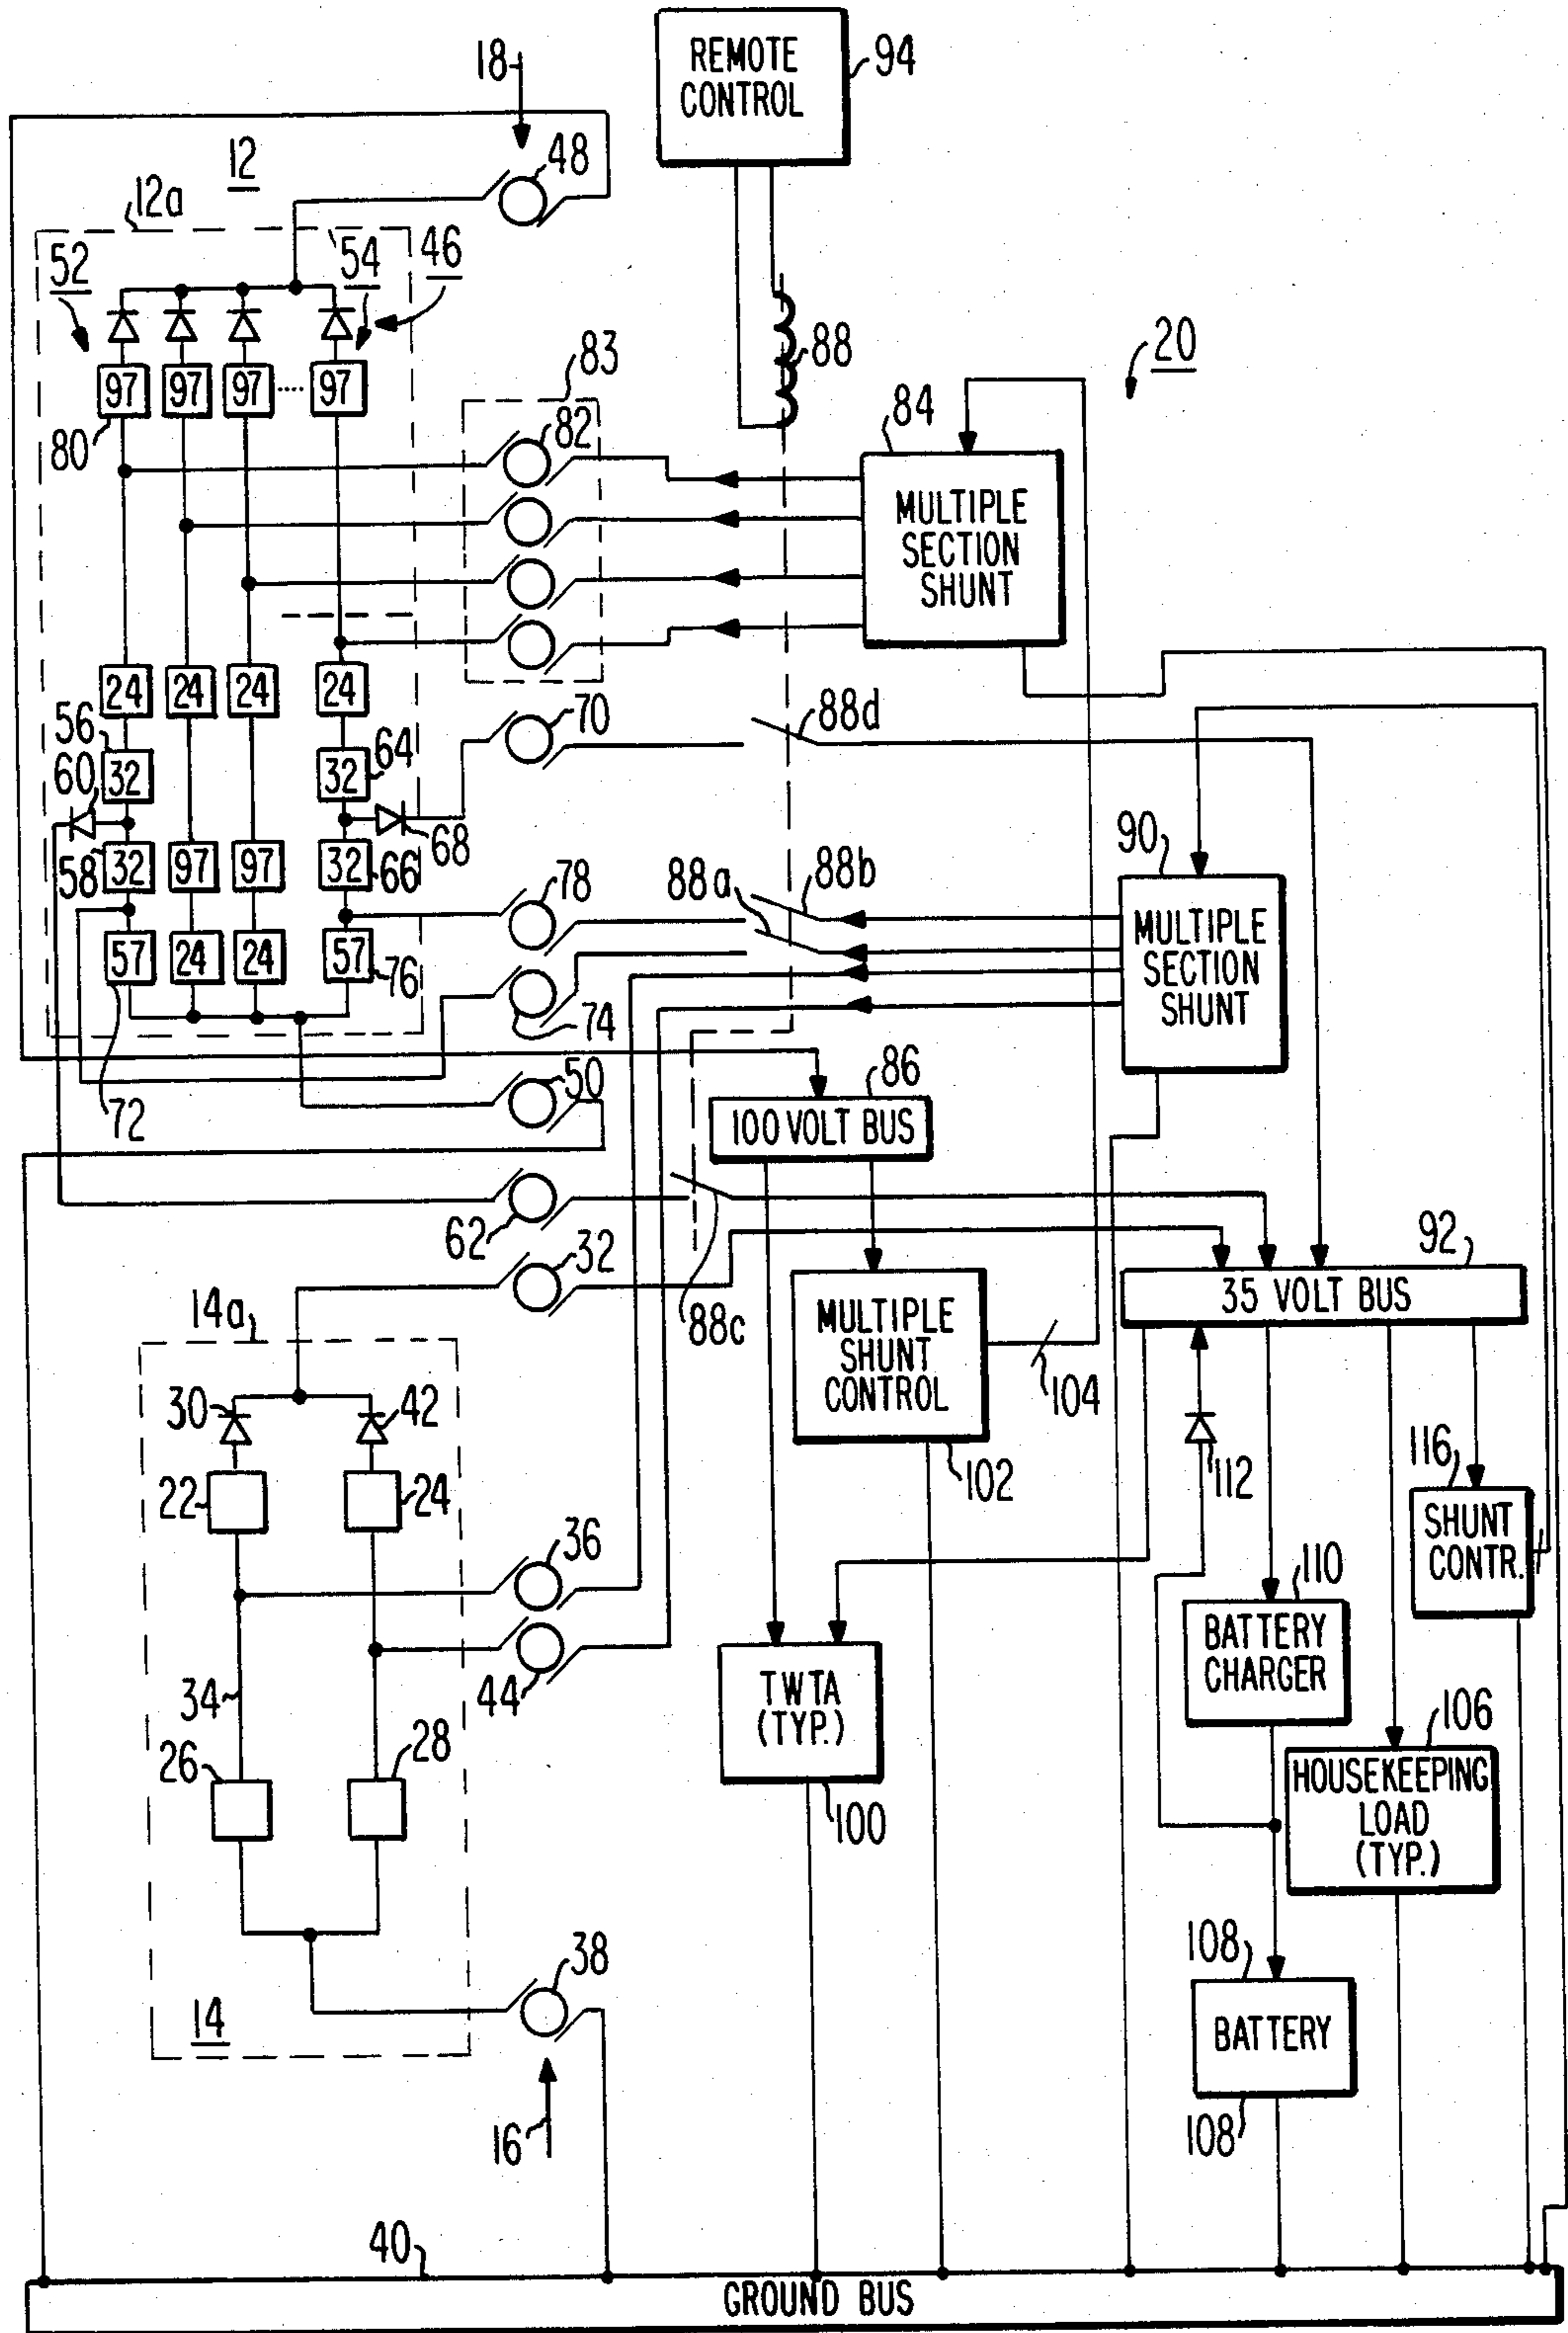 REMOTE
CONTROL
94
18
12
48
12a
52
54
46
97
97
97
97
80
83
82
88
20
84
MULTIPLE
SECTION
SHUNT
24
24
24
24
56
32
60
32
64
70
88d
68
58
32
97
97
32
66
90
78
88a
88b
MULTIPLE
SECTION
SHUNT
57
24
24
57
76
74
72
50
86
100 VOLT BUS
62
32
88c
92
35 VOLT BUS
14a
MULTIPLE
SHUNT
CONTROL
104
102
30
42
22
24
112
116
SHUNT
CONTR.
36
44
110
BATTERY
CHARGER
34
TWTA
(TYP.)
100
106
HOUSEKEEPING
LOAD
(TYP.)
26
28
108
BATTERY
108
38
14
16
40
GROUND BUS